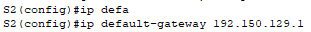 S2(config)#ip defa
S2(config)#ip default-gateway 192.150.129.1